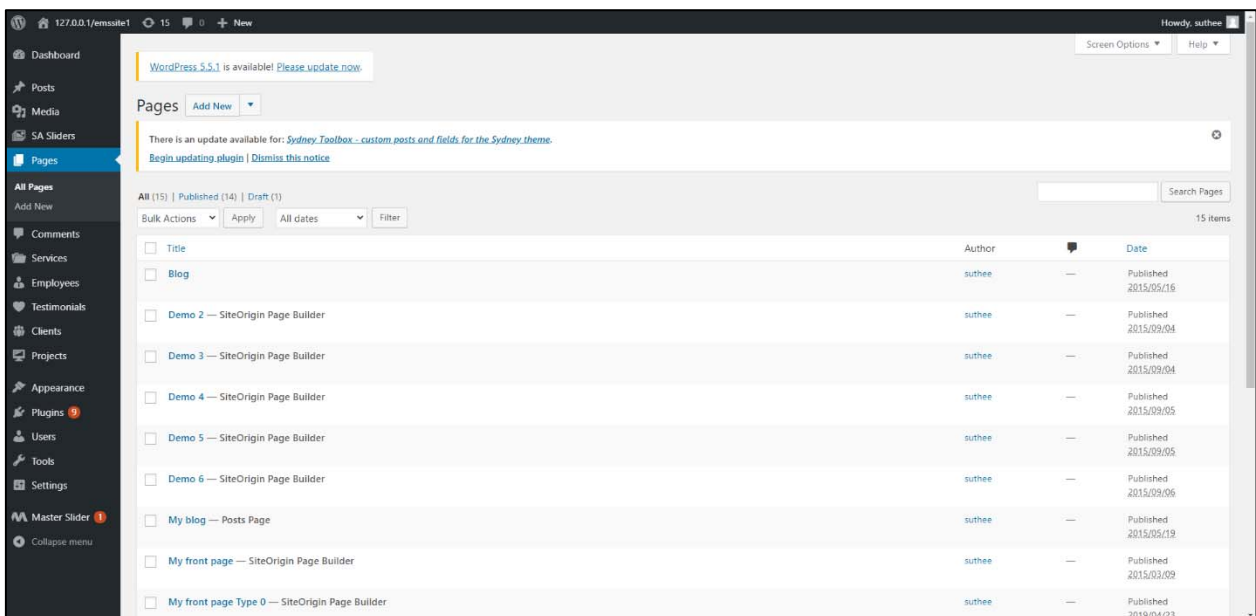 127.0.0.1/emssite1 15 0 + New Howdy, suthee
Dashboard
Posts
Media
SA Sliders
Pages
All Pages
Add New
Comments
Services
Employees
Testimonials
Clients
Projects
Appearance
Plugins 9
Users
Tools
Settings
Master Slider 1
Collapse menu
Screen Options Help
WordPress 5.5.1 is available! Please update now.
Pages Add New
There is an update available for: Sydney Toolbox - custom posts and fields for the Sydney theme.
Begin updating plugin | Dismiss this notice
All (15) | Published (14) | Draft (1) Search Pages
Bulk Actions Apply All dates Filter 15 items
Title Author Date
Blog suthee — Published
2015/05/16
Demo 2 — SiteOrigin Page Builder suthee — Published
2015/09/04
Demo 3 — SiteOrigin Page Builder suthee — Published
2015/09/04
Demo 4 — SiteOrigin Page Builder suthee — Published
2015/09/05
Demo 5 — SiteOrigin Page Builder suthee — Published
2015/09/05
Demo 6 — SiteOrigin Page Builder suthee — Published
2015/09/06
My blog — Posts Page suthee — Published
2015/05/19
My front page — SiteOrigin Page Builder suthee — Published
2015/03/09
My front page Type 0 — SiteOrigin Page Builder suthee — Published
2019/04/23